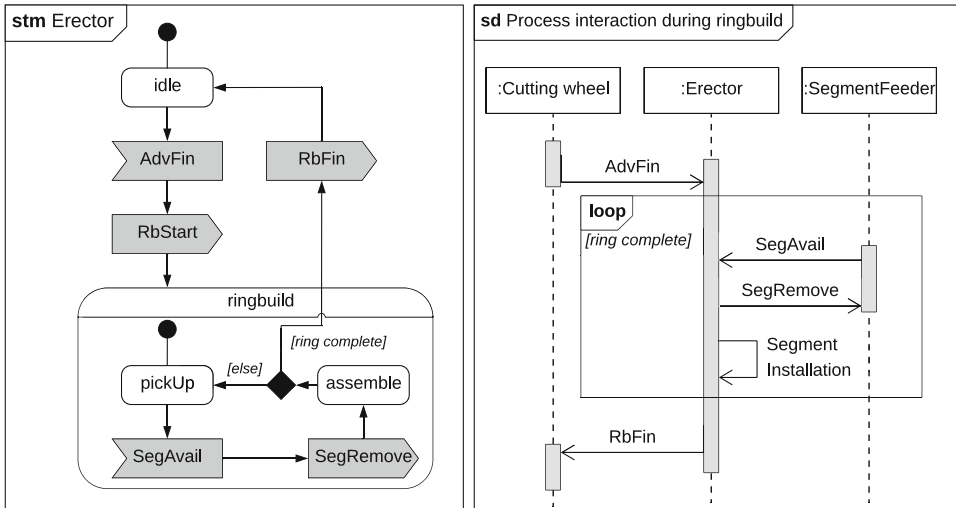 stm Erector
idle
AdvFin
RbFin
RbStart
ringbuild
[ring complete]
[else]
pickUp
assemble
SegAvail
SegRemove
sd Process interaction during ringbuild
:Cutting wheel
:Erector
:SegmentFeeder
AdvFin
loop
[ring complete]
SegAvail
SegRemove
Segment
Installation
RbFin